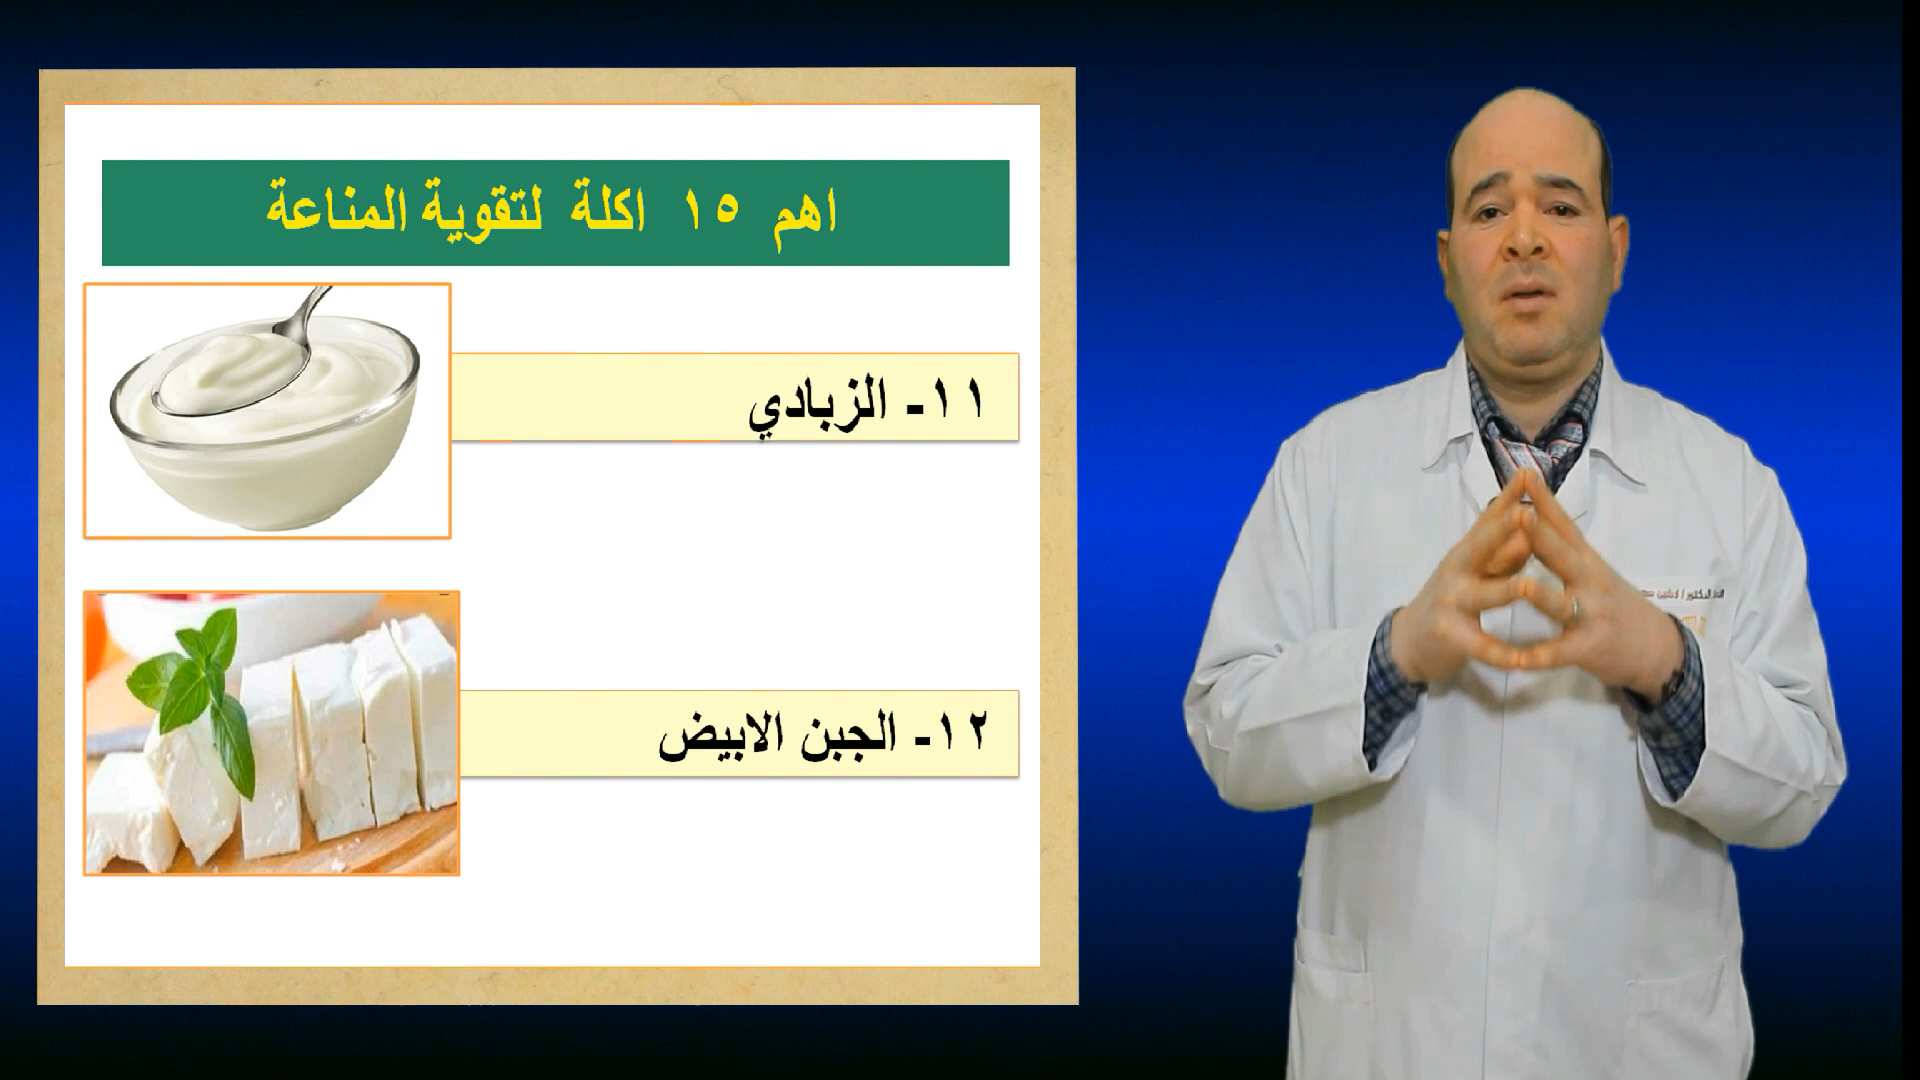 اهم ١٥ اكلة لتقوية المناعة
١١- الزبادي
١٢- الجبن الابيض